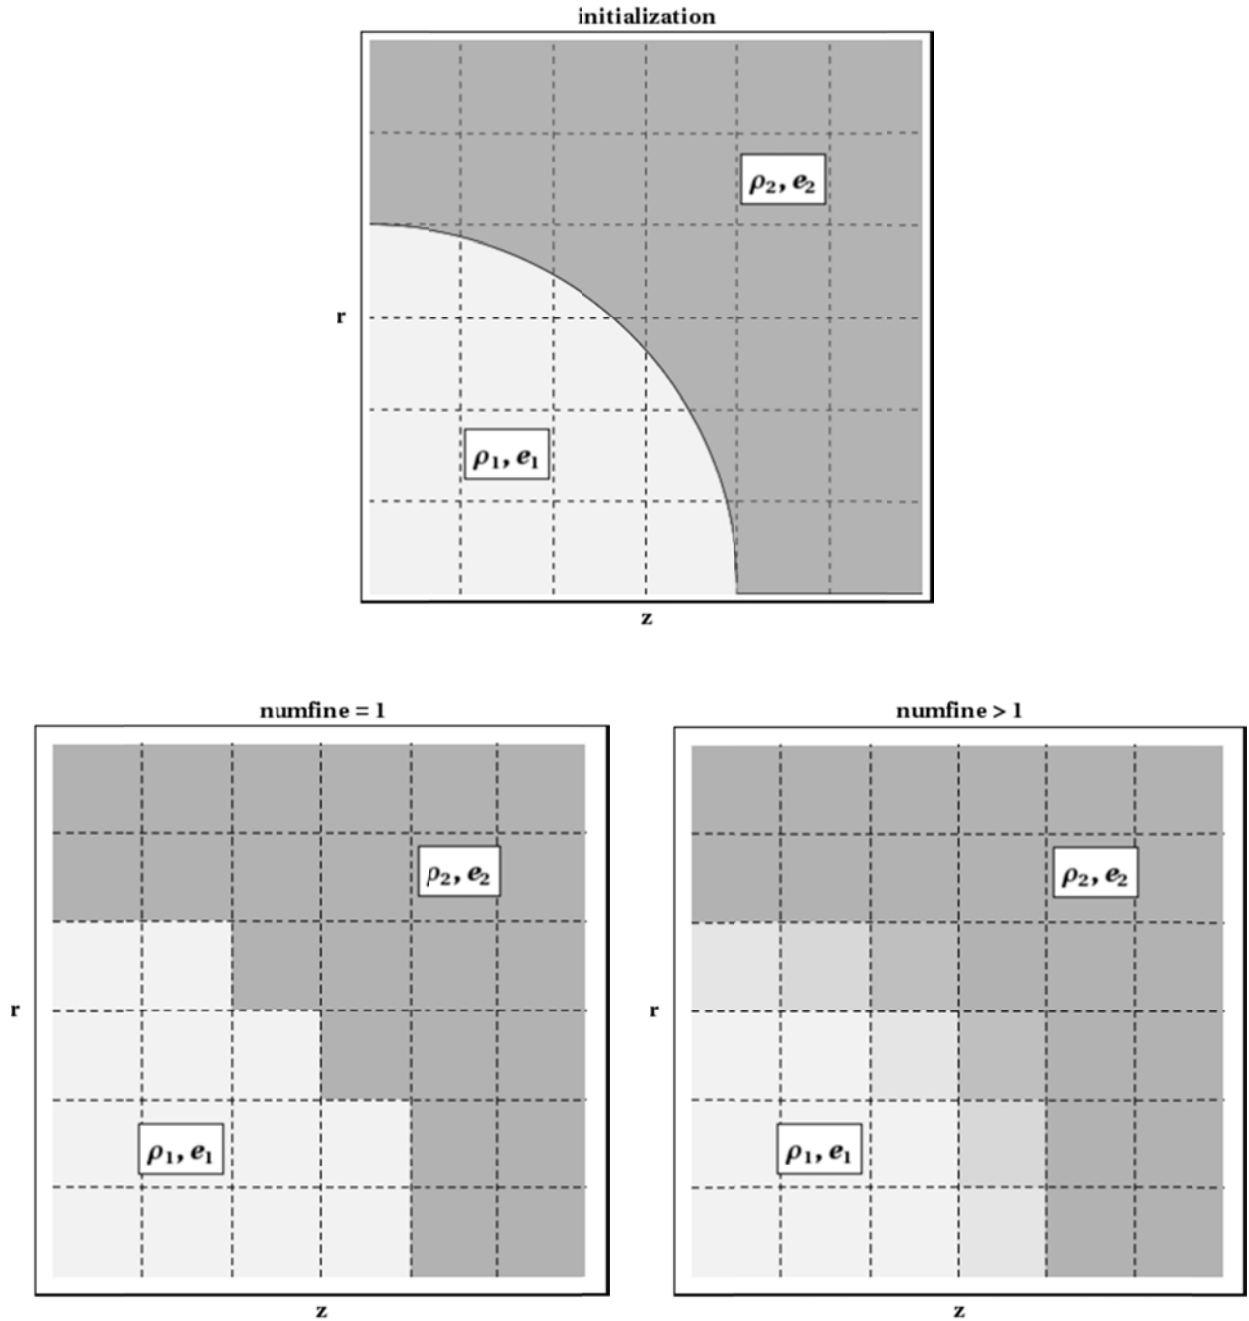 initialization
ρ₂, e₂
r
ρ₁, e₁
z
numfine = 1
ρ₂, e₂
r
ρ₁, e₁
z
numfine > 1
ρ₂, e₂
r
ρ₁, e₁
z